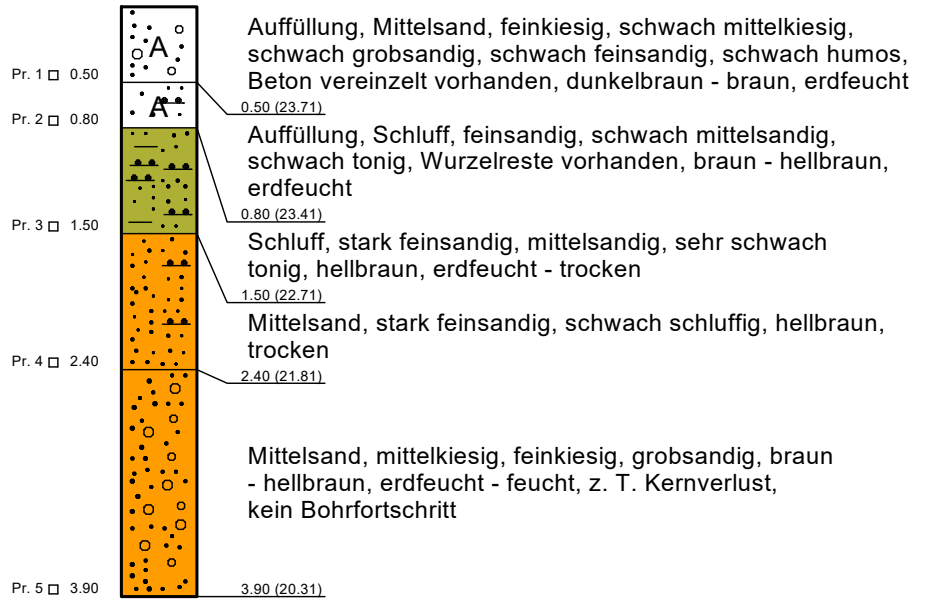 Auffüllung, Mittelsand, feinkiesig, schwach mittelkiesig,
schwach grobsandig, schwach feinsandig, schwach humos,
Beton vereinzelt vorhanden, dunkelbraun - braun, erdfeucht
A
Pr. 1 0.50
0.50 (23.71)
A
Pr. 2 0.80
Auffüllung, Schluff, feinsandig, schwach mittelsandig,
schwach tonig, Wurzelreste vorhanden, braun - hellbraun,
erdfeucht
0.80 (23.41)
Pr. 3 1.50
Schluff, stark feinsandig, mittelsandig, sehr schwach
tonig, hellbraun, erdfeucht - trocken
1.50 (22.71)
Mittelsand, stark feinsandig, schwach schluffig, hellbraun,
trocken
Pr. 4 2.40
2.40 (21.81)
Mittelsand, mittelkiesig, feinkiesig, grobsandig, braun
- hellbraun, erdfeucht - feucht, z. T. Kernverlust,
kein Bohrfortschritt
Pr. 5 3.90
3.90 (20.31)